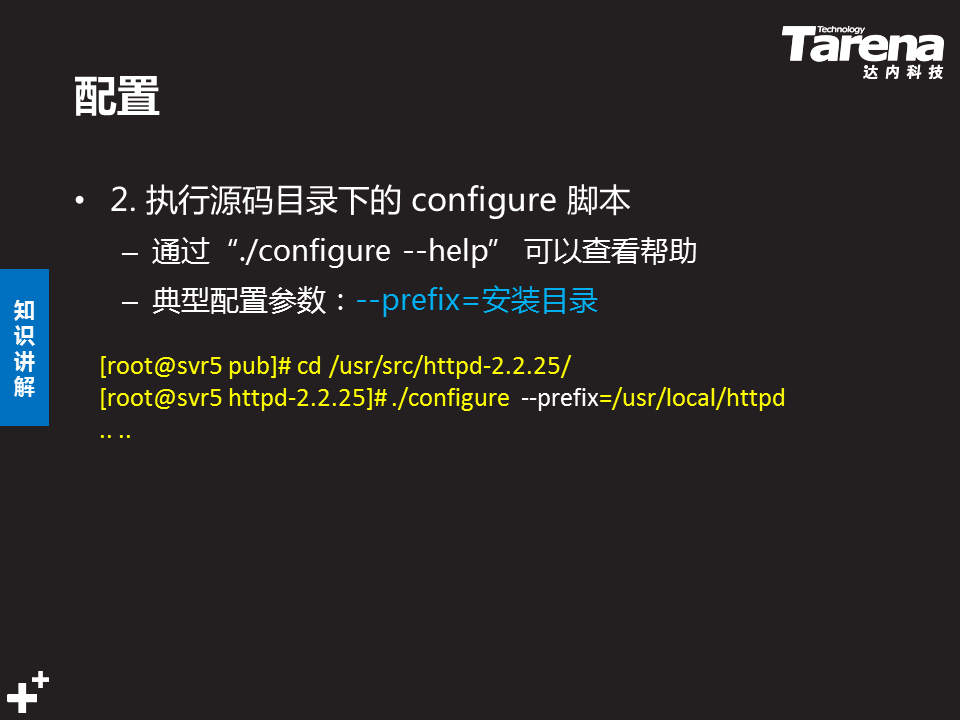 Technology
Tarena
达内科技
配置
• 2. 执行源码目录下的 configure 脚本
– 通过“./configure --help” 可以查看帮助
– 典型配置参数：--prefix=安装目录
知识讲解
[root@svr5 pub]# cd /usr/src/httpd-2.2.25/
[root@svr5 httpd-2.2.25]# ./configure --prefix=/usr/local/httpd
.. ..